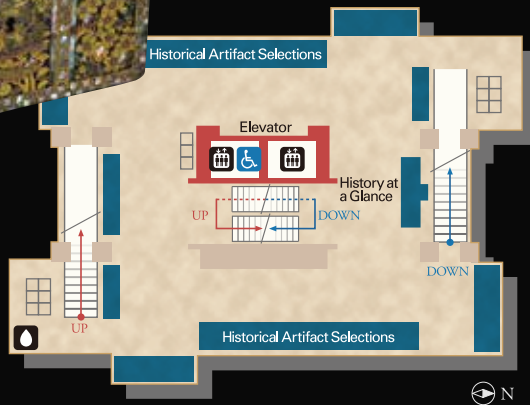 Historical Artifact Selections
Elevator
History at
a Glance
UP
DOWN
DOWN
UP
Historical Artifact Selections
N